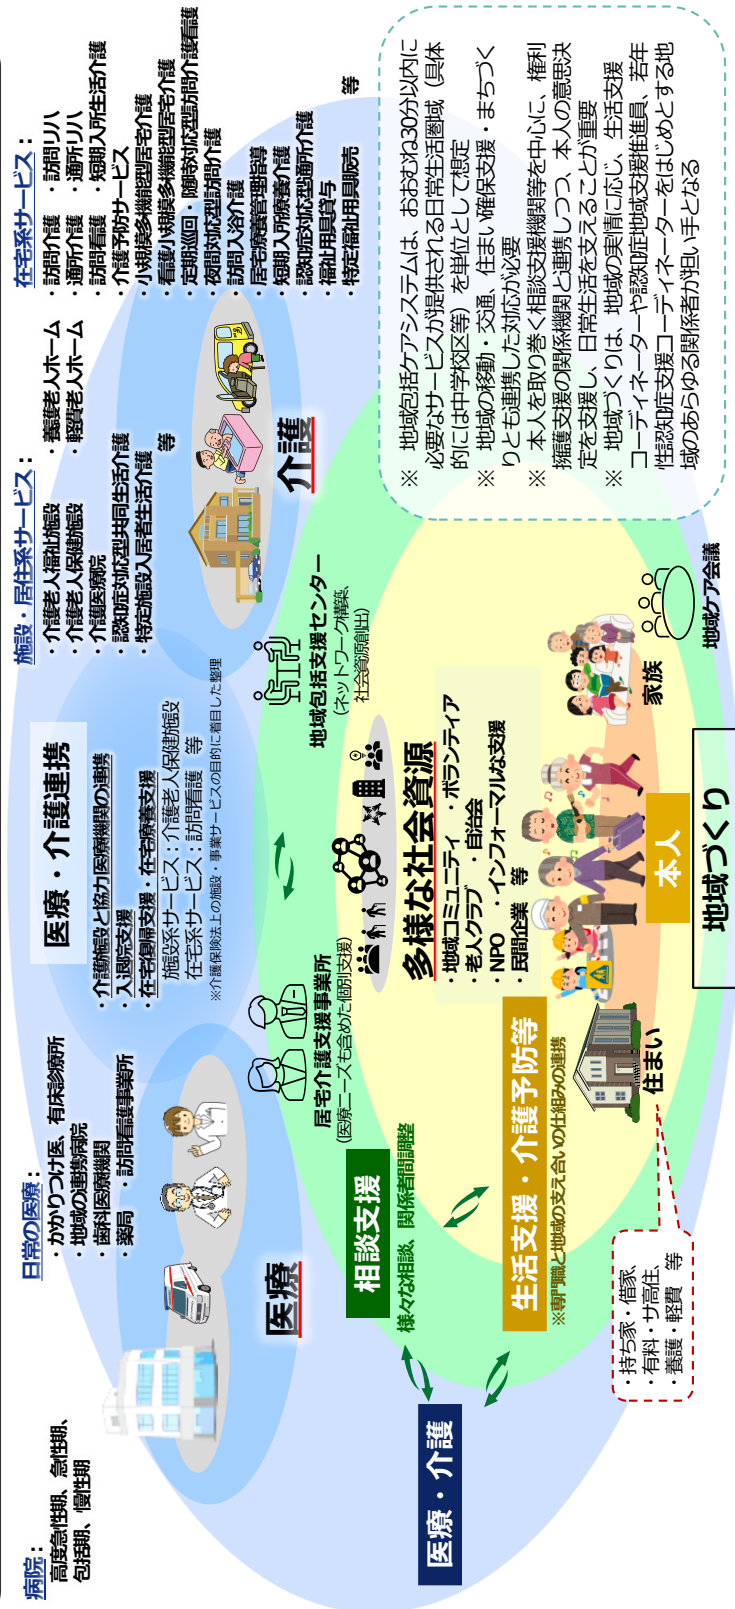 病院：
高度急性期、急性期、
包括期、慢性期
日常の医療：
・かかりつけ医、有床診療所
・地域の連携病院
・歯科医療機関
・薬局　・訪問看護事業所
医療
医療・介護連携
・介護施設と協力医療機関の連携
・入退院支援
・在宅復帰支援・在宅療養支援
施設系サービス：介護老人保健施設
在宅系サービス：訪問看護　等
※介護保険法上の施設・事業サービスの目的に着目した整理
施設・居住系サービス：
・介護老人福祉施設　・養護老人ホーム
・介護老人保健施設　・軽費老人ホーム
・介護医療院
・認知症対応型共同生活介護
・特定施設入居者生活介護
等
在宅系サービス：
・訪問介護　・訪問リハ
・通所介護　・通所リハ
・訪問看護　・短期入所生活介護
・介護予防サービス
・小規模多機能型居宅介護
・看護小規模多機能型居宅介護
・定期巡回・随時対応型訪問介護看護
・夜間対応型訪問介護
・訪問入浴介護
・居宅療養管理指導
・短期入所療養介護
・認知症対応型通所介護
・福祉用具貸与
・特定福祉用具販売　等
介護
医療・介護
相談支援
様々な相談、関係者間調整
居宅介護支援事業所
（医療ニーズも含めた個別支援）
地域包括支援センター
（ネットワーク構築、
社会資源創出）
多様な社会資源
・地域コミュニティ　・ボランティア
・老人クラブ　・自治会
・NPO　・インフォーマルな支援
・民間企業　等
生活支援・介護予防等
※専門職と地域の支え合いの仕組みの連携
住まい
・持ち家・借家、
・有料・サ高住、
・養護・軽費　等
本人
家族
地域ケア会議
地域づくり
※　地域包括ケアシステムは、おおむね30分以内に
必要なサービスが提供される日常生活圏域（具体
的には中学校区等）を単位として想定
※　地域の移動・交通、住まい確保支援・まちづく
りとも連携した対応が必要
※　本人を取り巻く相談支援機関等を中心に、権利
擁護支援の関係機関と連携しつつ、本人の意思決
定を支援し、日常生活を支えることが重要
※　地域づくりは、地域の実情に応じ、生活支援
コーディネーターや認知症地域支援推進員、若年
性認知症支援コーディネーターをはじめとする地
域のあらゆる関係者が担い手となる